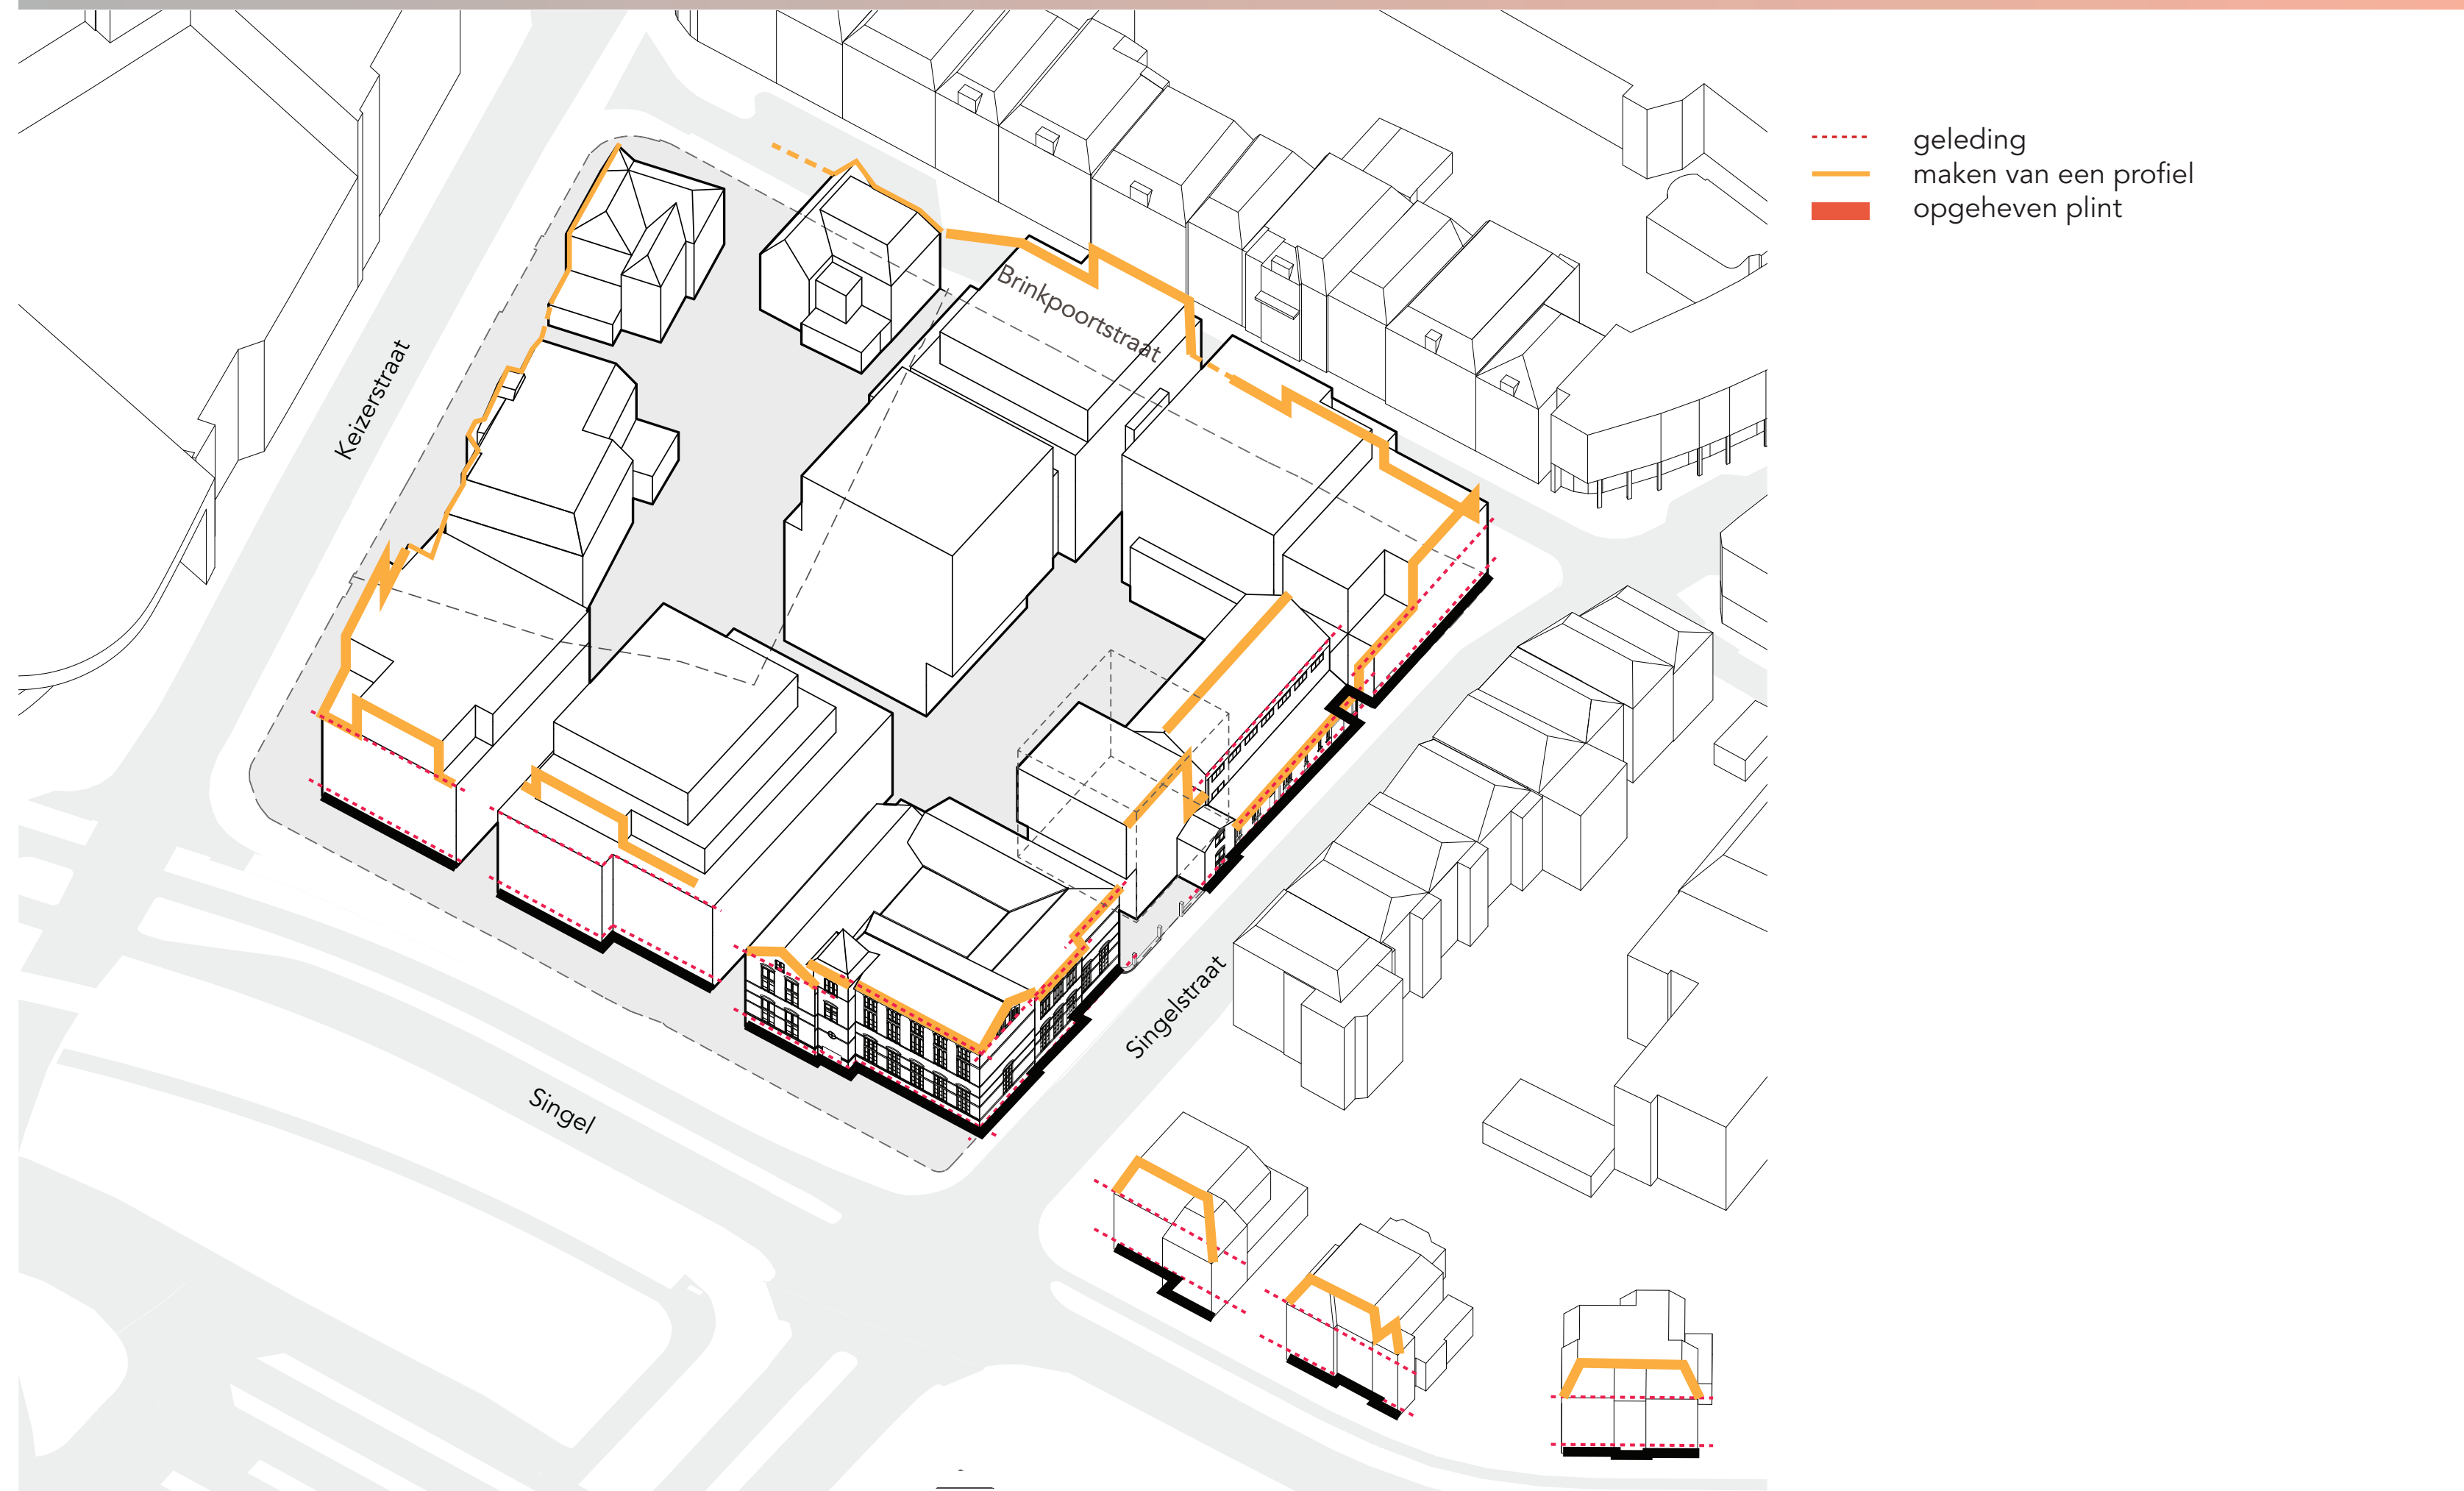 geleding
maken van een profiel
opgeheven plint
Brinkpoortstraat
Keizerstraat
Singelstraat
Singel